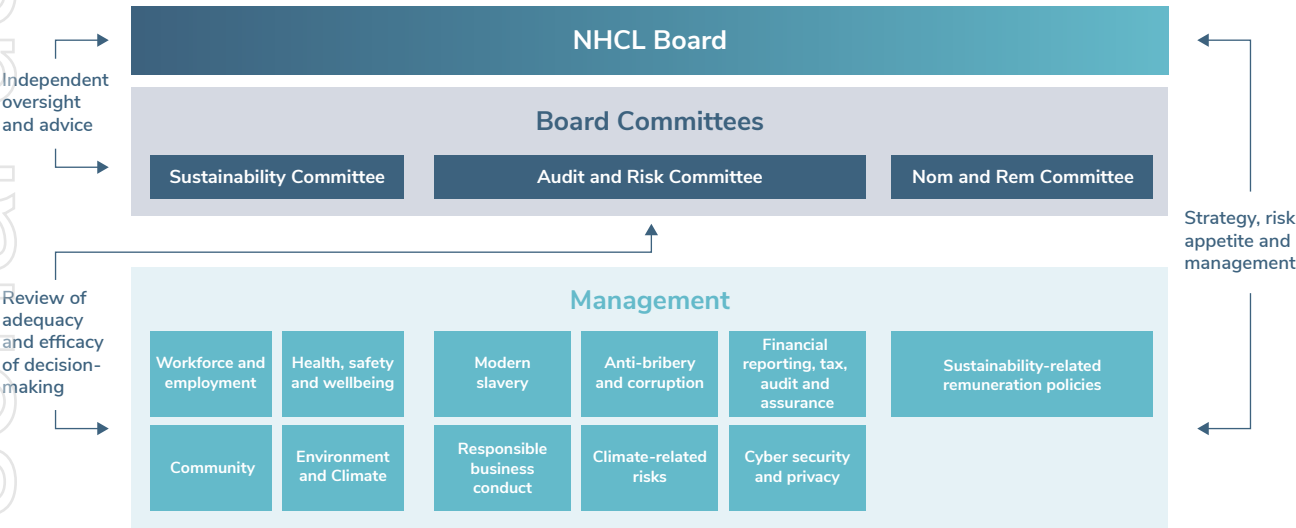 NHCL Board
Independent
oversight
and advice
Board Committees
Sustainability Committee
Audit and Risk Committee
Nom and Rem Committee
Strategy, risk
appetite and
management
Review of
adequacy
and efficacy
of decision-
making
Management
Workforce and
employment
Health, safety
and wellbeing
Modern
slavery
Anti-bribery
and corruption
Financial
reporting, tax,
audit and
assurance
Sustainability-related
remuneration policies
Community
Environment
and Climate
Responsible
business
conduct
Climate-related
risks
Cyber security
and privacy